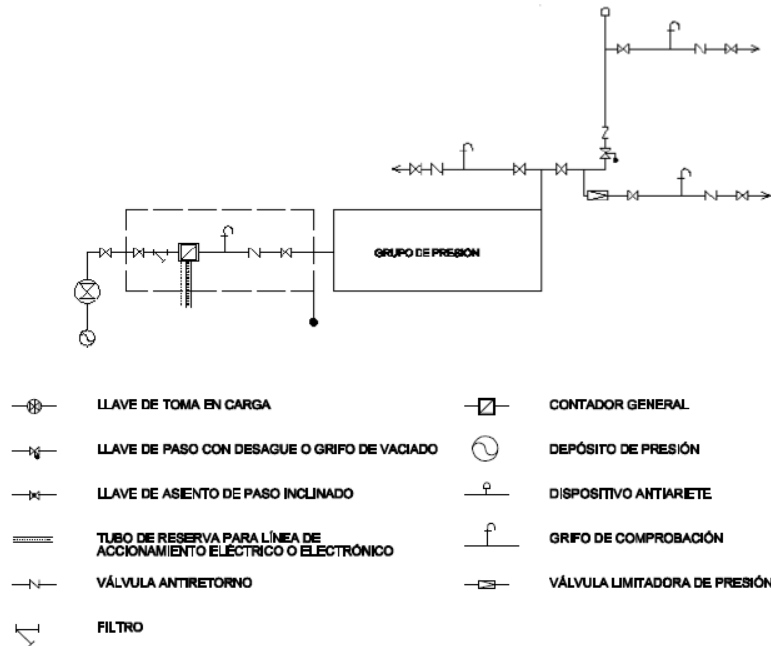 GRUPO DE PRESIÓN
LLAVE DE TOMA EN CARGA
CONTADOR GENERAL
LLAVE DE PASO CON DESAGUE O GRIFO DE VACIADO
DEPÓSITO DE PRESIÓN
LLAVE DE ASIENTO DE PASO INCLINADO
DISPOSITIVO ANTIARIETE
TUBO DE RESERVA PARA LÍNEA DE
ACCIONAMIENTO ELÉCTRICO O ELECTRÓNICO
GRIFO DE COMPROBACIÓN
VÁLVULA ANTIRETORNO
VÁLVULA LIMITADORA DE PRESIÓN
FILTRO